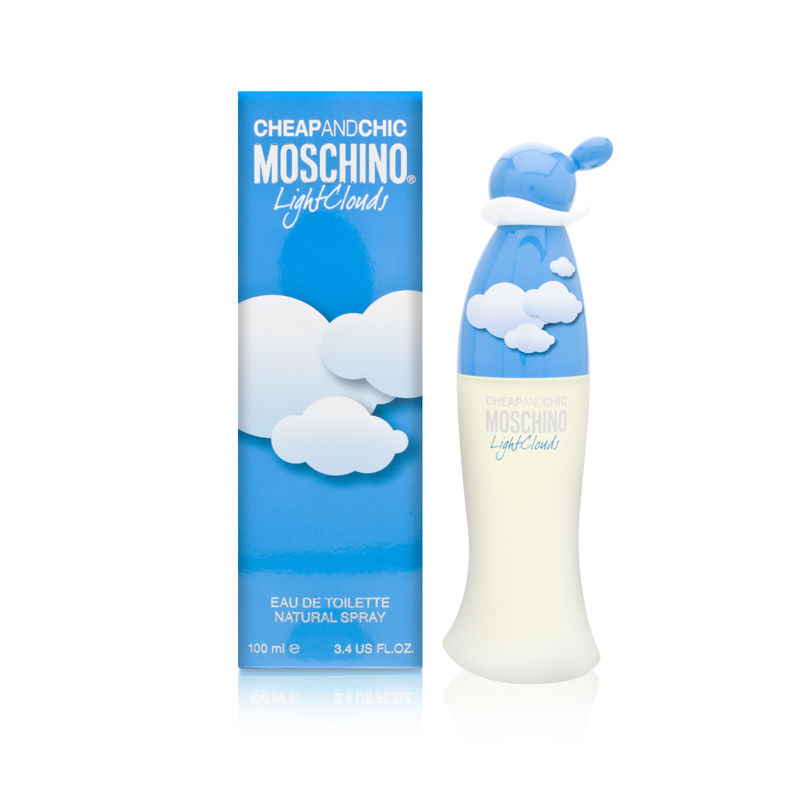 CHEAPANDCHIC
MOSCHINO®
LightClouds
EAU DE TOILETTE
NATURAL SPRAY
100 ml ℮ 3.4 US FL.OZ.
CHEAPANDCHIC
MOSCHINO
LightClouds